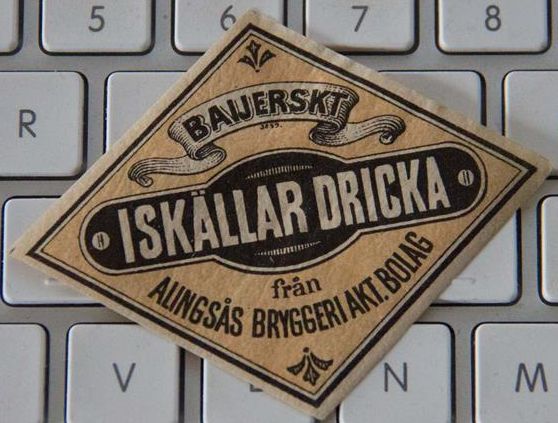 5 6 7 8
R
BAIJERSKT
ISKÄLLAR DRICKA
från
ALINGSÅS BRYGGERI AKT. BOLAG
V N M